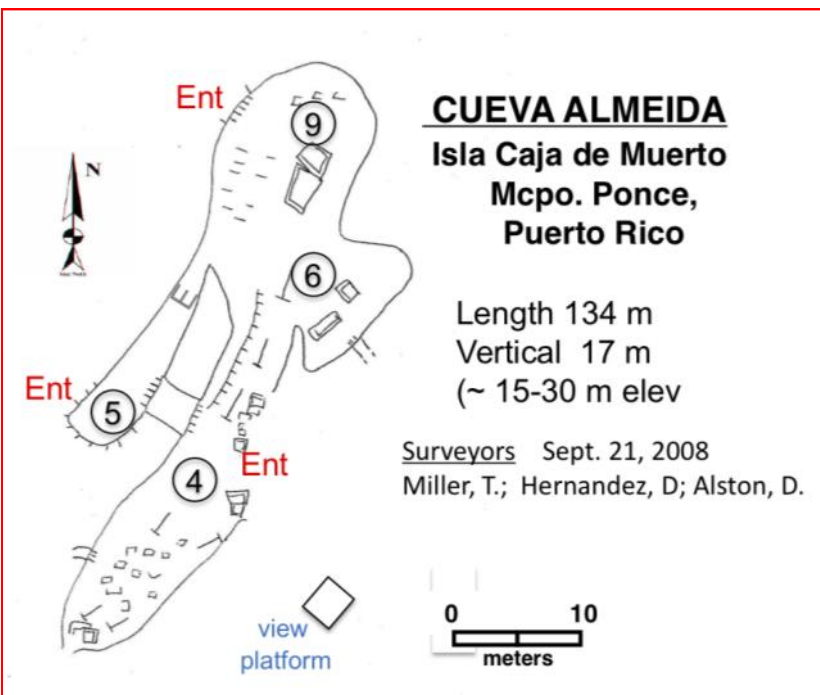 CUEVA ALMEIDA
Isla Caja de Muerto
Mcpo. Ponce,
Puerto Rico
Length 134 m
Vertical 17 m
(~ 15-30 m elev
Surveyors Sept. 21, 2008
Miller, T.; Hernandez, D; Alston, D.
Ent
9
N
6
E
Ent
5
Ent
4
view
platform
0 10
meters